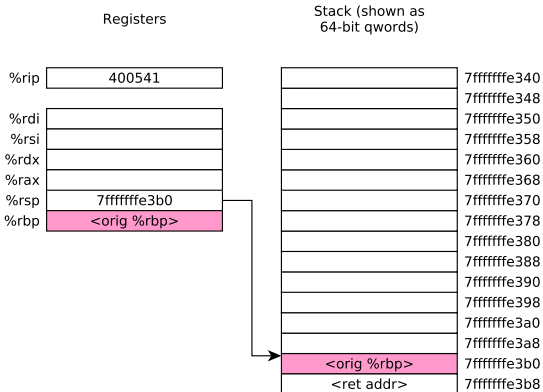 Registers
Stack (shown as
64-bit qwords)
%rip 400541 7fffffffe340
7fffffffe348
%rdi 7fffffffe350
%rsi 7fffffffe358
%rdx 7fffffffe360
%rax 7fffffffe368
%rsp 7fffffffe3b0 7fffffffe370
%rbp <orig %rbp> 7fffffffe378
7fffffffe380
7fffffffe388
7fffffffe390
7fffffffe398
7fffffffe3a0
7fffffffe3a8
<orig %rbp> 7fffffffe3b0
<ret addr> 7fffffffe3b8